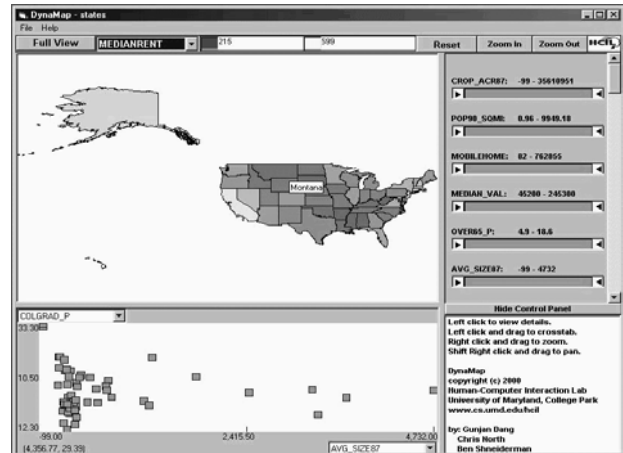 DynaMap - states
File Help
Full View MEDIANRENT 215 599 Reset Zoom In Zoom Out HCIL
CROP_ACR87: -99 - 35610951
POP90_SQMI: 0.96 - 9949.18
MOBILEHOME: 82 - 762855
Montana
MEDIAN_VAL: 45200 - 245300
OVER65_P: 4.9 - 18.6
AVG_SIZE87: -99 - 4732
Hide Control Panel
COLGRAD_P
33.30
10.50
12.30
-99.00 2,415.50 4,732.00
(4,356.77, 29.39) AVG_SIZE87
Left click to view details.
Left click and drag to crosstab.
Right click and drag to zoom.
Shift Right click and drag to pan.
DynaMap
copyright (c) 2000
Human-Computer Interaction Lab
University of Maryland, College Park
www.cs.umd.edu/hcil
by: Gunjan Dang
Chris North
Ben Shneiderman